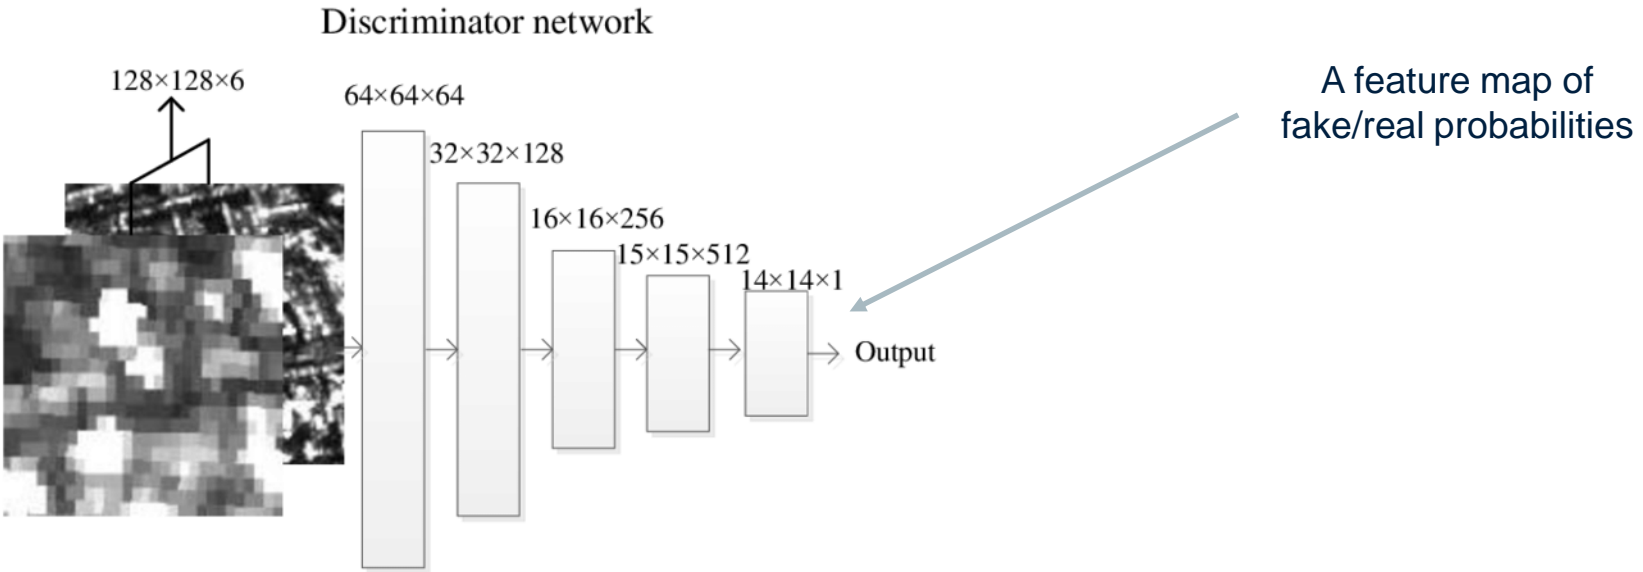 Discriminator network
128×128×6
64×64×64
32×32×128
16×16×256
15×15×512
14×14×1
Output
A feature map of
fake/real probabilities